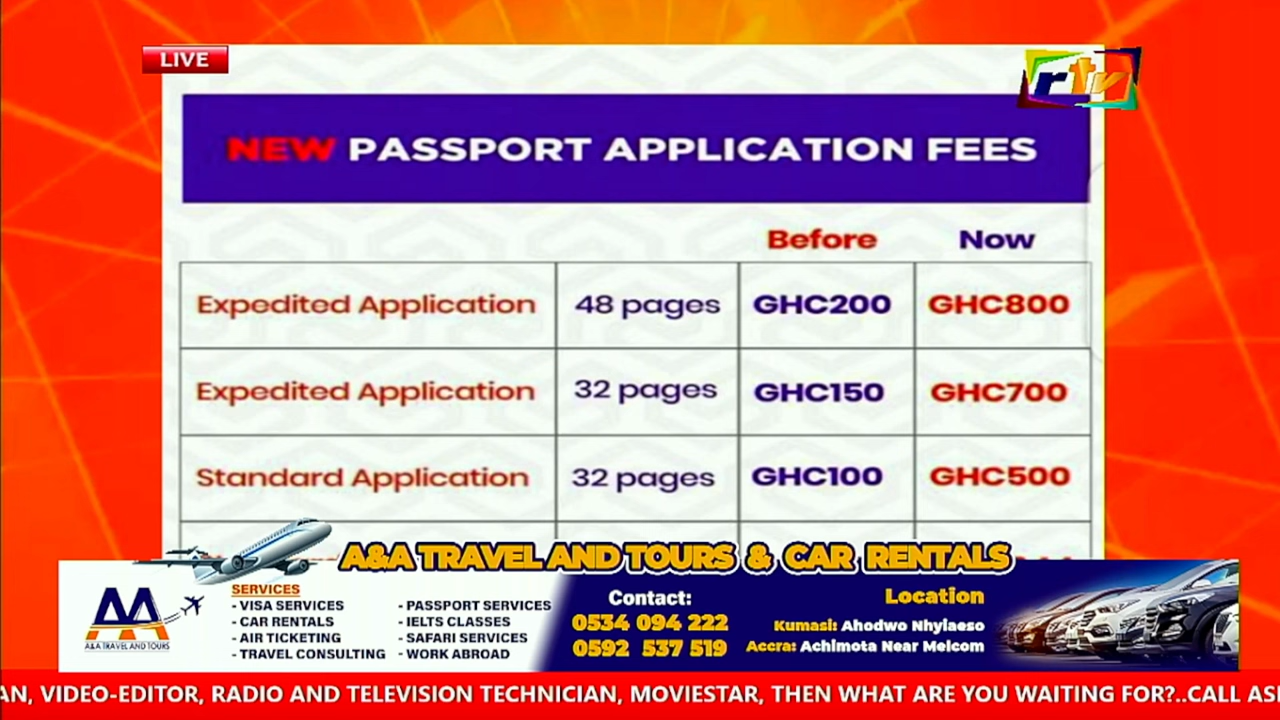 LIVE
rtv
NEW PASSPORT APPLICATION FEES
Before Now
Expedited Application 48 pages GHC200 GHC800
Expedited Application 32 pages GHC150 GHC700
Standard Application 32 pages GHC100 GHC500
A&A TRAVEL AND TOURS & CAR RENTALS
AA
A&A TRAVEL AND TOURS
SERVICES
- VISA SERVICES
- CAR RENTALS
- AIR TICKETING
- TRAVEL CONSULTING
- PASSPORT SERVICES
- IELTS CLASSES
- SAFARI SERVICES
- WORK ABROAD
Contact:
0534 094 222
0592 537 519
Location
Kumasi: Ahodwo Nhyiaeso
Accra: Achimota Near Melcom
AN, VIDEO-EDITOR, RADIO AND TELEVISION TECHNICIAN, MOVIESTAR, THEN WHAT ARE YOU WAITING FOR?..CALL ASI